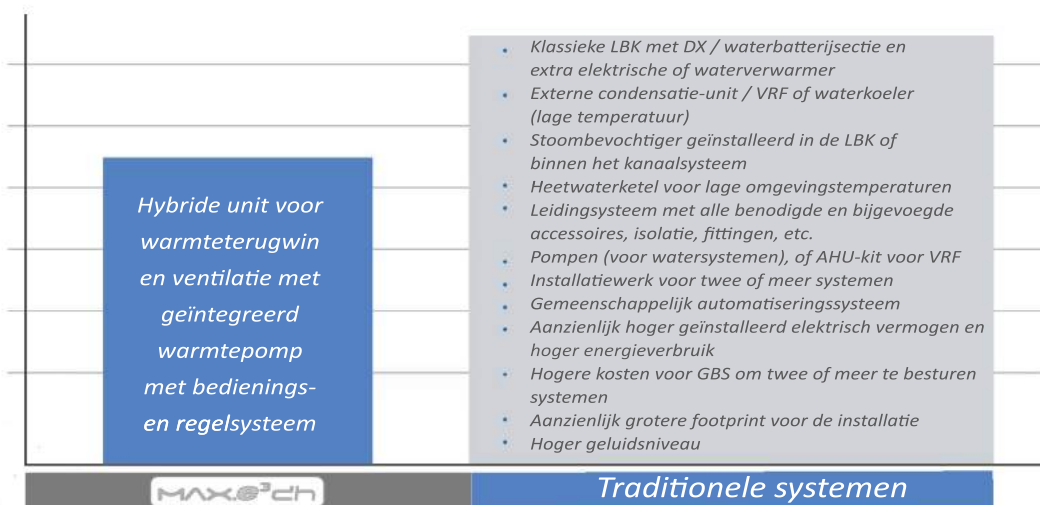 Hybride unit voor
warmteterugwin
en ventilatie met
geïntegreerd
warmtepomp
met bedienings-
en regelsysteem
• Klassieke LBK met DX / waterbatterijsectie en
extra elektrische of waterverwarmer
• Externe condensatie-unit / VRF of waterkoeler
(lage temperatuur)
• Stoombevochtiger geïnstalleerd in de LBK of
binnen het kanaalsysteem
• Heetwaterketel voor lage omgevingstemperaturen
• Leidingsysteem met alle benodigde en bijgevoegde
accessoires, isolatie, fittingen, etc.
• Pompen (voor watersystemen), of AHU-kit voor VRF
• Installatiewerk voor twee of meer systemen
• Gemeenschappelijk automatiseringssysteem
• Aanzienlijk hoger geïnstalleerd elektrisch vermogen en
hoger energieverbruik
• Hogere kosten voor GBS om twee of meer te besturen
systemen
• Aanzienlijk grotere footprint voor de installatie
• Hoger geluidsniveau
MAX.e³dh
Traditionele systemen